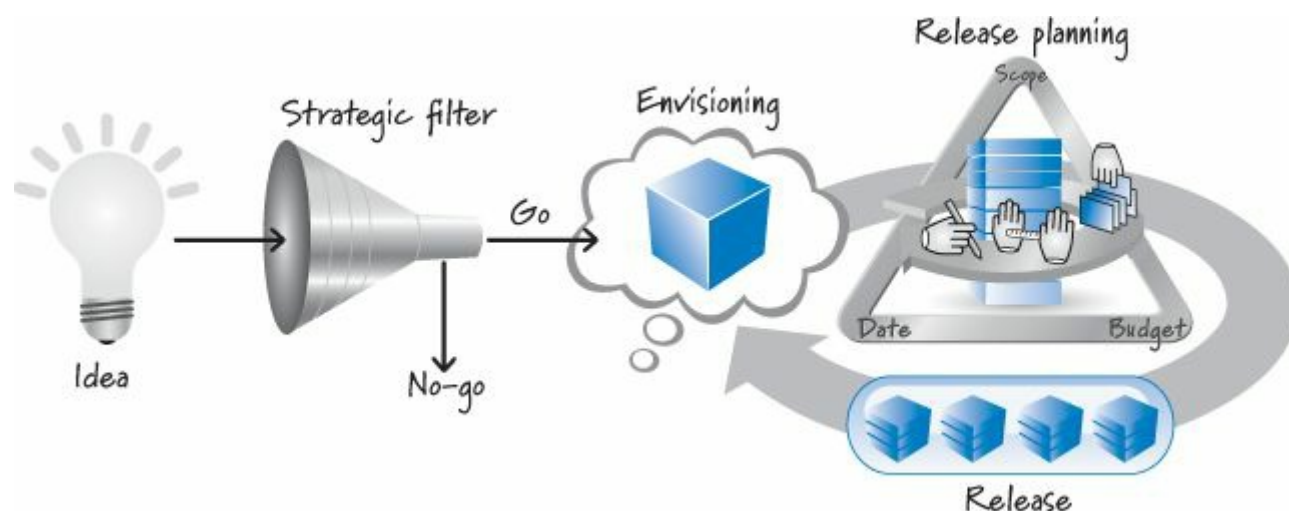 Release planning
Scope
Envisioning
Strategic filter
Go
Date
Budget
Idea
No-go
Release